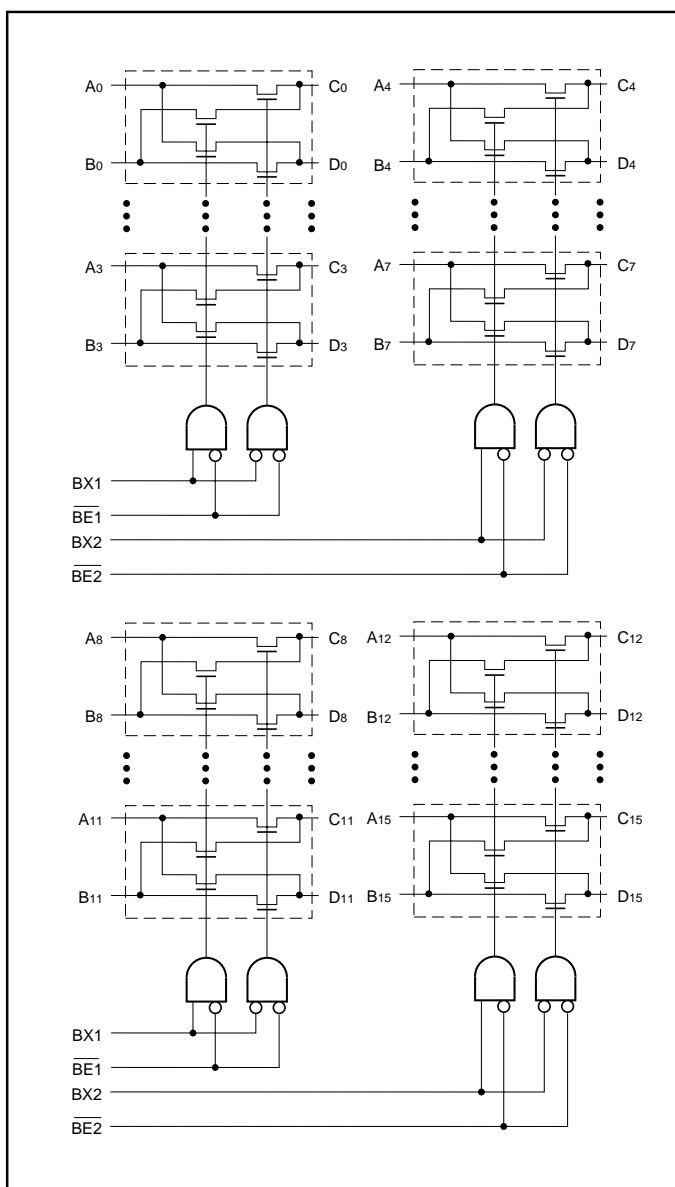 A0 C0 A4 C4
B0 D0 B4 D4
A3 C3 A7 C7
B3 D3 B7 D7
BX1
BE1
BX2
BE2
A8 C8 A12 C12
B8 D8 B12 D12
A11 C11 A15 C15
B11 D11 B15 D15
BX1
BE1
BX2
BE2